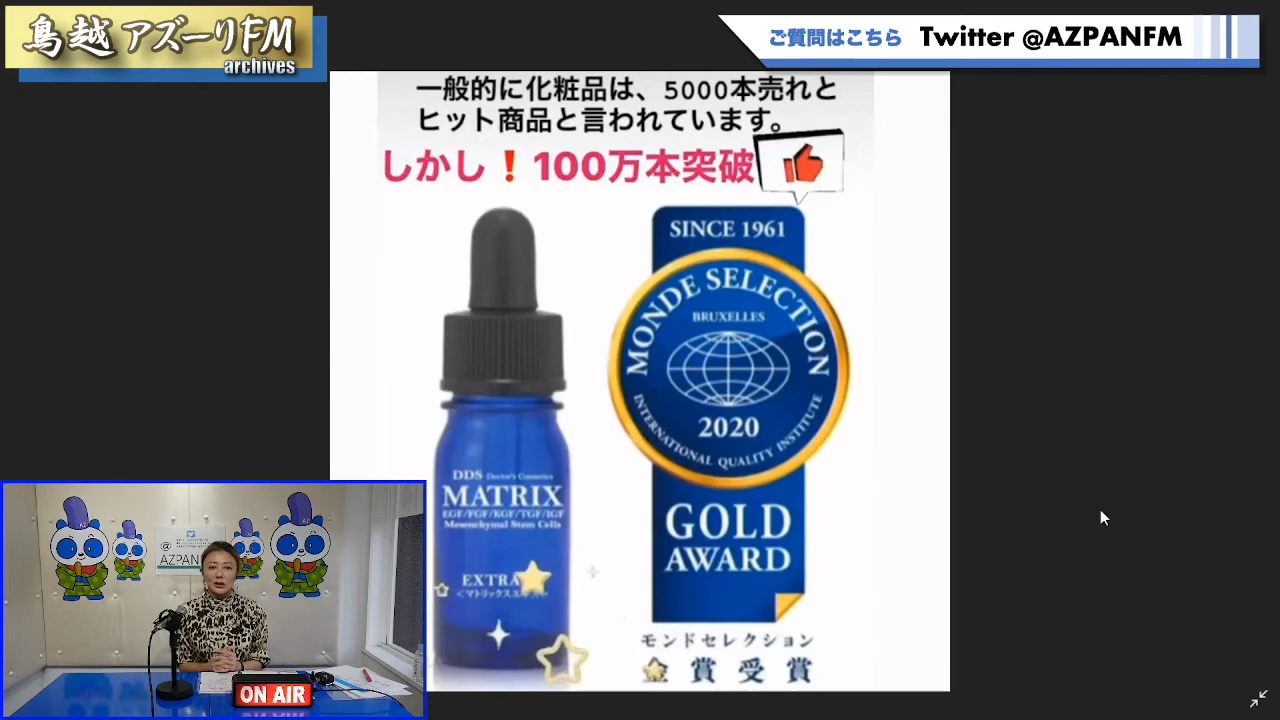 鳥越 アズーリFM
archives
ご質問はこちら Twitter @AZPANFM
一般的に化粧品は、5000本売れと
ヒット商品と言われています。
しかし❗100万本突破
SINCE 1961
MONDE SELECTION
BRUXELLES
2020
INTERNATIONAL QUALITY INSTITUTE
GOLD
AWARD
モンドセレクション
金賞受賞
DDS Doctor's Cosmetics
MATRIX
EGF/FGF/KGF/TGF/IGF
Mesenchymal Stem Cells
EXTRA
@
AZPAN
ON AIR